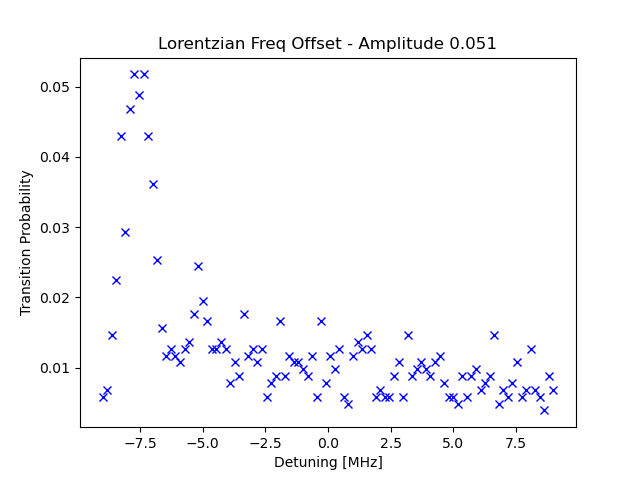 Lorentzian Freq Offset - Amplitude 0.051
Transition Probability
0.05
0.04
0.03
0.02
0.01
−7.5 −5.0 −2.5 0.0 2.5 5.0 7.5
Detuning [MHz]